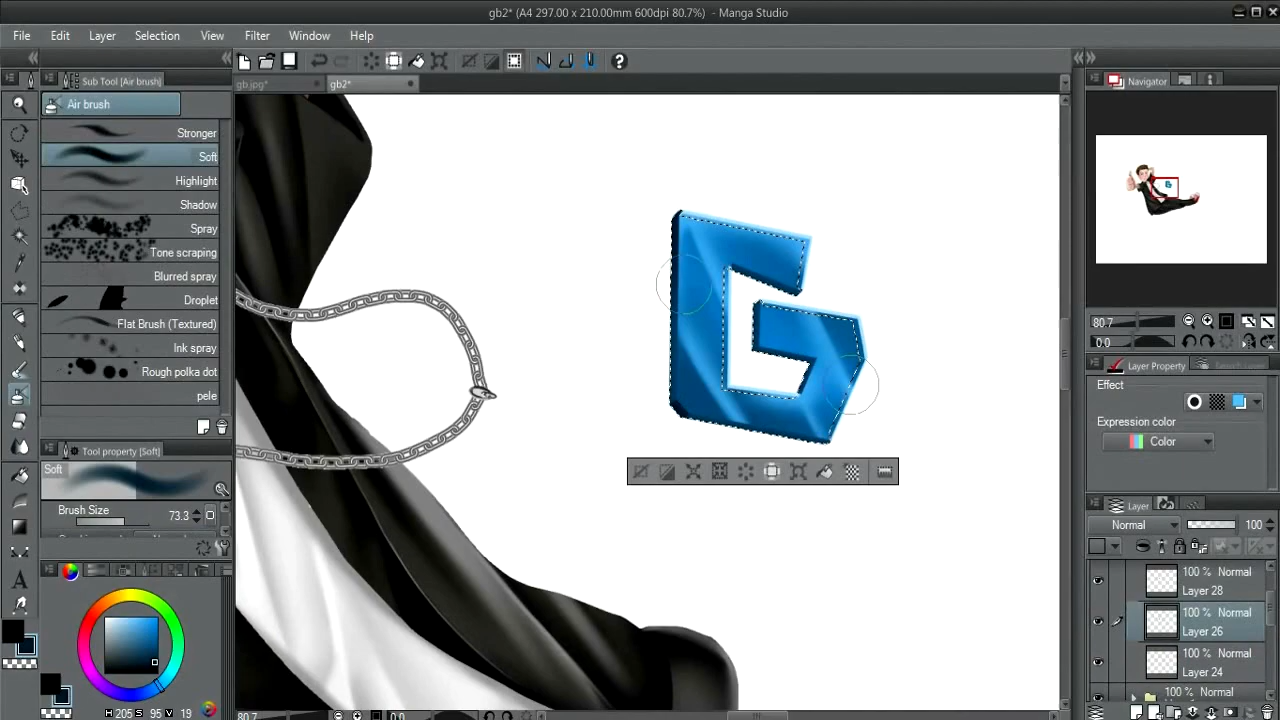 gb2* (A4 297.00 x 210.00mm 600dpi 80.7%) - Manga Studio
File Edit Layer Selection View Filter Window Help
Sub Tool [Air brush]
gb.jpg*
gb2*
Navigator
Air brush
Stronger
Soft
Highlight
Shadow
Spray
Tone scraping
Blurred spray
Droplet
Flat Brush (Textured)
Ink spray
Rough polka dot
pele
Tool property [Soft]
Soft
Brush Size 73.3
H 205 S 95 V 19
G
80.7 0.0
80.7
0.0
Layer Property
Effect
Expression color
Color
Layer
Normal 100
100 % Normal
Layer 28
100 % Normal
Layer 26
100 % Normal
Layer 24
100 % Normal